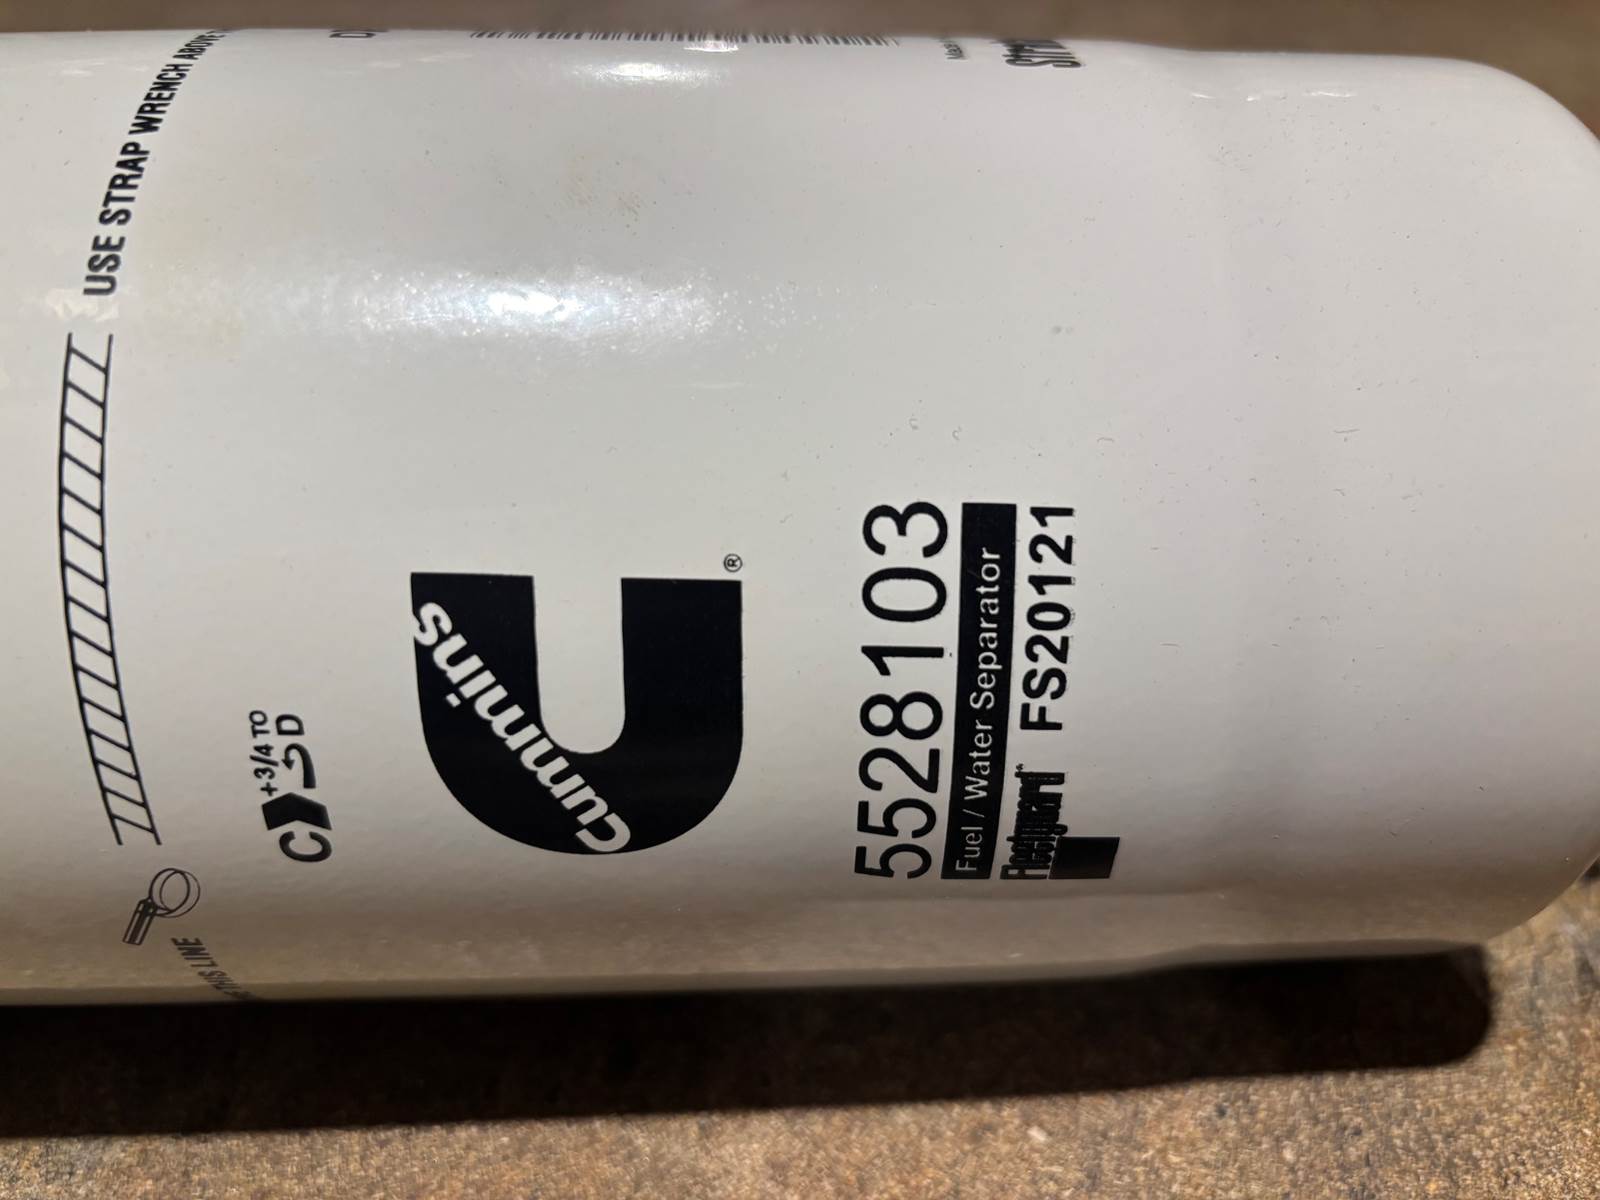 USE STRAP WRENCH ABOVE
THIS LINE
C +3/4 TO
D
Cummins®
5528103
Fuel / Water Separator
Fleetguard FS20121